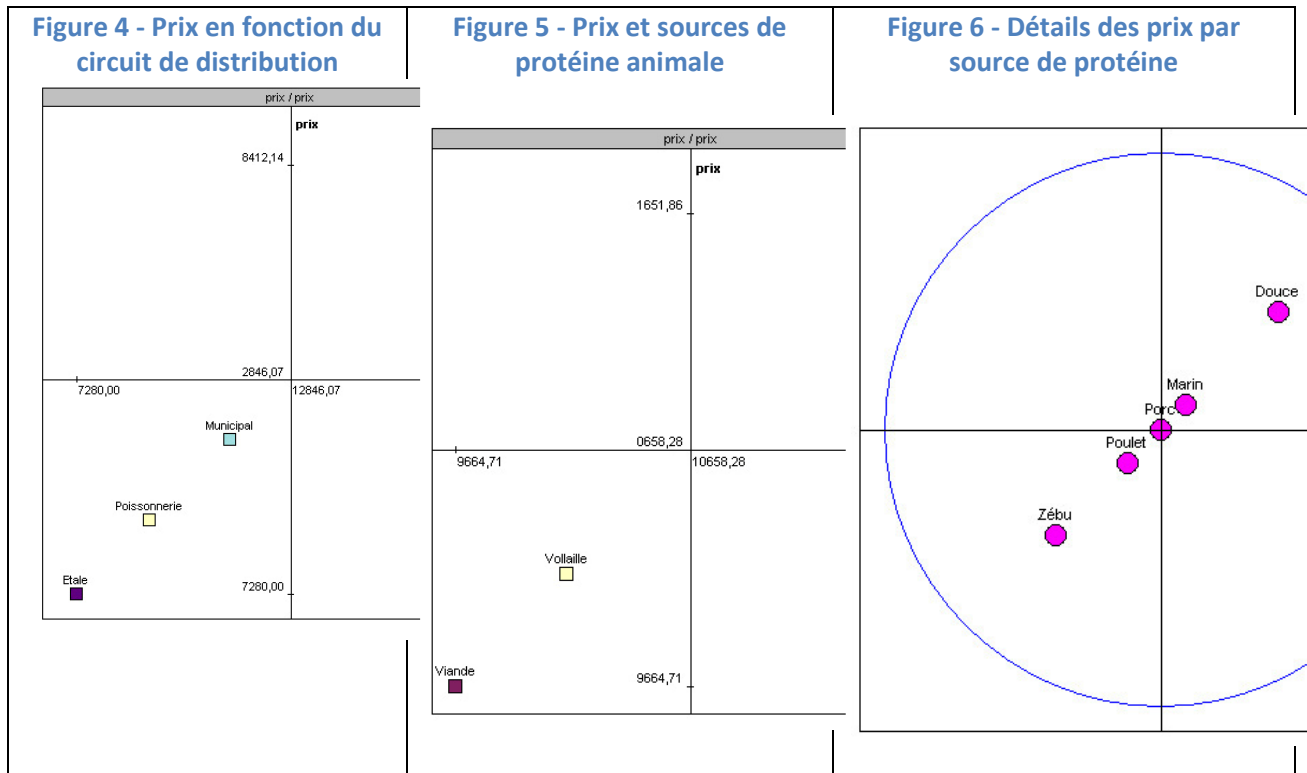 Figure 4 - Prix en fonction du
circuit de distribution
prix / prix
prix
8412,14
2846,07
7280,00
12846,07
Municipal
Poissonnerie
Etale
7280,00
Figure 5 - Prix et sources de
protéine animale
prix / prix
prix
1651,86
0658,28
9664,71
10658,28
Vollaille
Viande
9664,71
Figure 6 - Détails des prix par
source de protéine
Douce
Marin
Porc
Poulet
Zébu